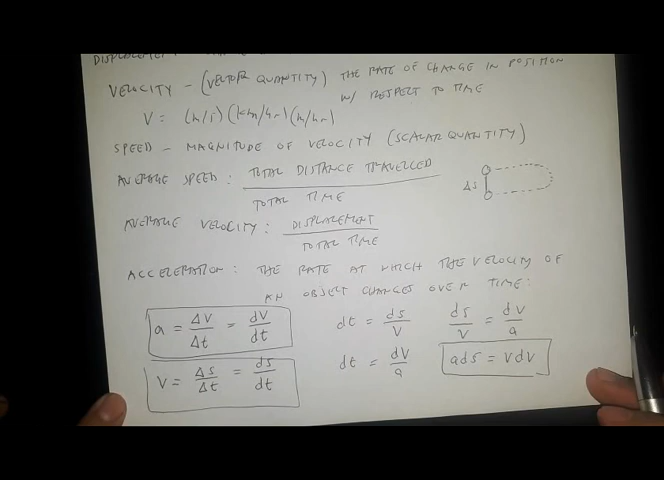 DISPLACEMENT
VELOCITY - (VECTOR QUANTITY) THE RATE OF CHANGE IN POSITION
W/ RESPECT TO TIME
V = (m/s) (km/hr) (m/hr)
SPEED - MAGNITUDE OF VELOCITY (SCALAR QUANTITY)
AVERAGE SPEED: TOTAL DISTANCE TRAVELLED
TOTAL TIME
ΔS
AVERAGE VELOCITY: DISPLACEMENT
TOTAL TIME
ACCELERATION: THE RATE AT WHICH THE VELOCITY OF
AN OBJECT CHANGES OVER TIME:
a = ΔV/Δt = dV/dt
dt = ds/V
ds/V = dV/a
V = ΔS/Δt = ds/dt
dt = dV/a
ads = VdV